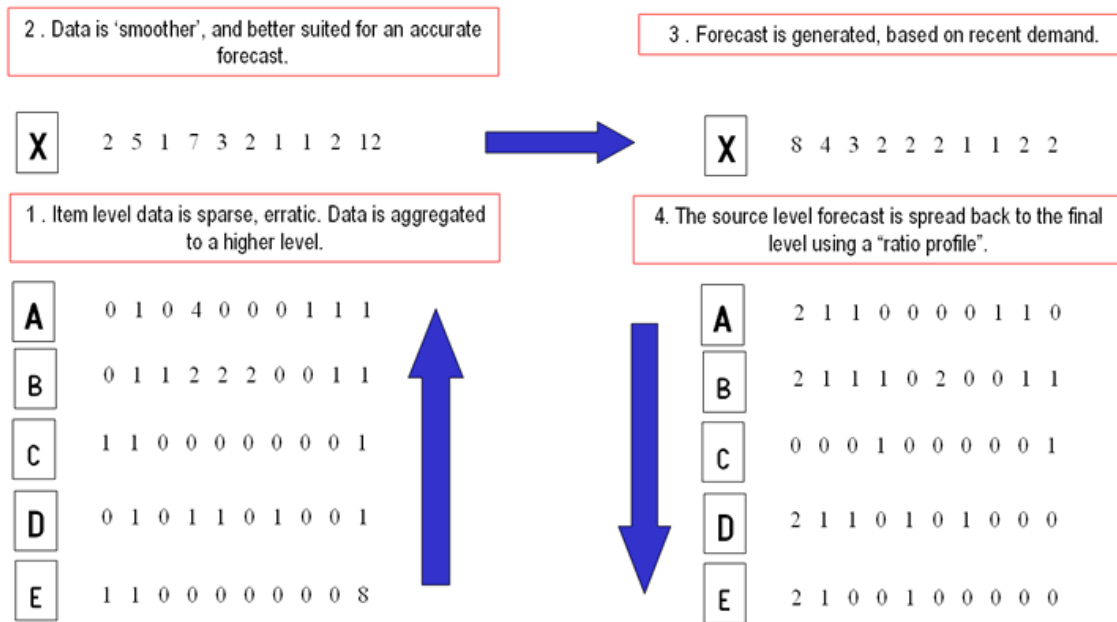 2 . Data is ‘smoother’, and better suited for an accurate
forecast.
3 . Forecast is generated, based on recent demand.
X 2 5 1 7 3 2 1 1 2 12
X 8 4 3 2 2 2 1 1 2 2
1 . Item level data is sparse, erratic. Data is aggregated
to a higher level.
4. The source level forecast is spread back to the final
level using a “ratio profile”.
A 0 1 0 4 0 0 0 1 1 1
B 0 1 1 2 2 2 0 0 1 1
C 1 1 0 0 0 0 0 0 0 1
D 0 1 0 1 1 0 1 0 0 1
E 1 1 0 0 0 0 0 0 0 8
A 2 1 1 0 0 0 0 1 1 0
B 2 1 1 1 0 2 0 0 1 1
C 0 0 0 1 0 0 0 0 0 1
D 2 1 1 0 1 0 1 0 0 0
E 2 1 0 0 1 0 0 0 0 0